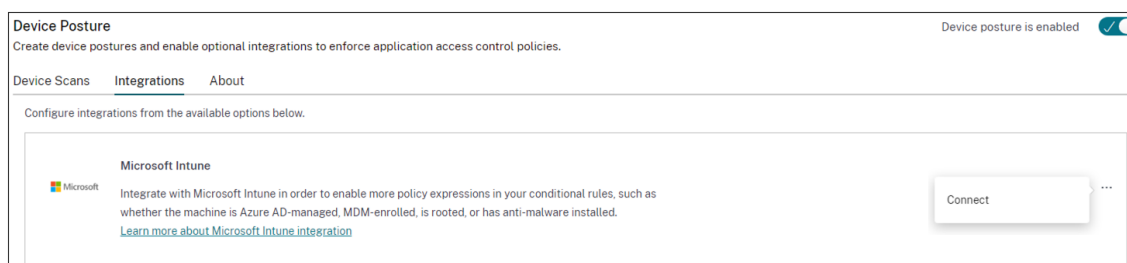 Device Posture
Device posture is enabled
Create device postures and enable optional integrations to enforce application access control policies.
Device Scans Integrations About
Configure integrations from the available options below.
Microsoft Intune
Microsoft
Integrate with Microsoft Intune in order to enable more policy expressions in your conditional rules, such as
whether the machine is Azure AD-managed, MDM-enrolled, is rooted, or has anti-malware installed.
Learn more about Microsoft Intune integration
Connect
...